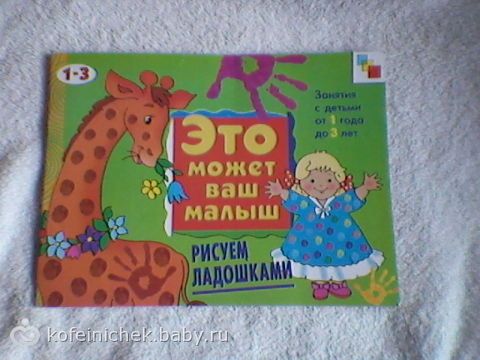 1-3
Занятия
с детьми
от 1 года
до 3 лет
Это
может
ваш
малыш
РИСУЕМ
ЛАДОШКАМИ
kofeinichek.baby.ru